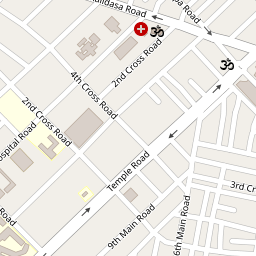 Kalidasa Road
2nd Cross Road
4th Cross Road
2nd Cross Road
Hospital Road
Temple Road
3rd C
9th Main Road
6th Main Road
Road
ॐ
ॐ